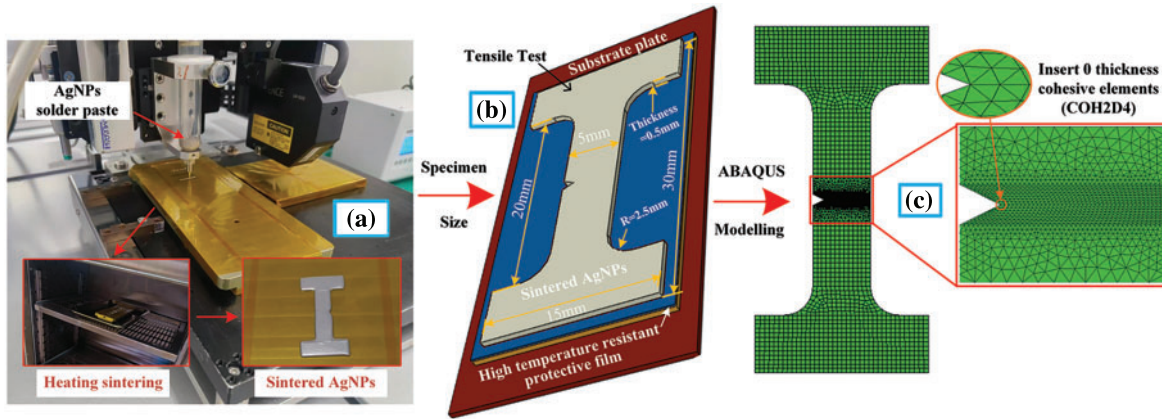 AgNPs
solder paste
(a)
Heating sintering
Sintered AgNPs
Specimen
Size
(b)
Tensile Test
Substrate plate
Thickness
=0.5mm
5mm
20mm
30mm
R=2.5mm
Sintered AgNPs
15mm
High temperature resistant
protective film
ABAQUS
Modelling
(c)
Insert 0 thickness
cohesive elements
(COH2D4)